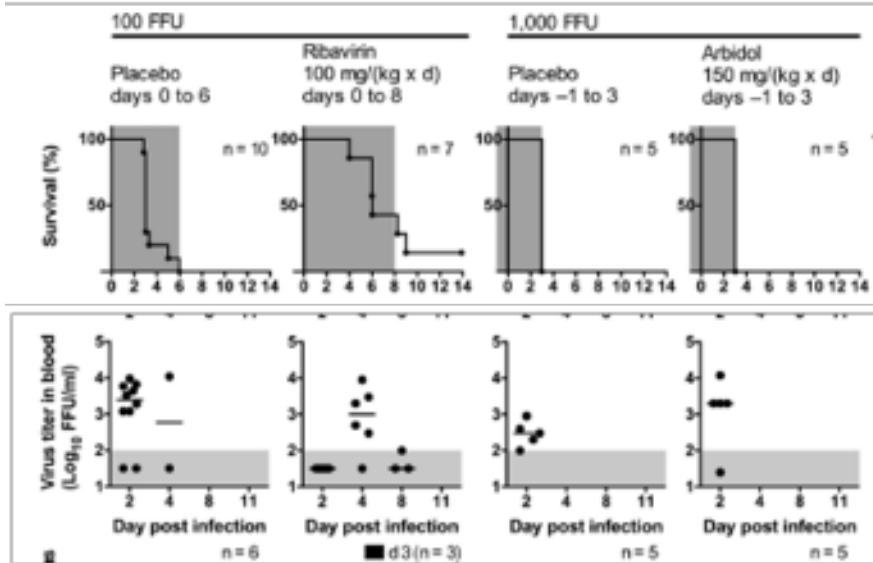 100 FFU
1,000 FFU
Placebo
days 0 to 6
Ribavirin
100 mg/(kg x d)
days 0 to 8
Placebo
days –1 to 3
Arbidol
150 mg/(kg x d)
days –1 to 3
Survival (%)
100
50
n = 10
0 2 4 6 8 10 12 14
100
50
n = 7
0 2 4 6 8 10 12 14
100
50
n = 5
0 2 4 6 8 10 12 14
100
50
n = 5
0 2 4 6 8 10 12 14
Virus titer in blood
(Log10 FFU/ml)
5
4
3
2
1
2 4 8 11
Day post infection
5
4
3
2
1
2 4 8 11
Day post infection
5
4
3
2
1
2 4 8 11
Day post infection
5
4
3
2
1
2 4 8 11
Day post infection
n = 6
d 3 (n = 3)
n = 5
n = 5